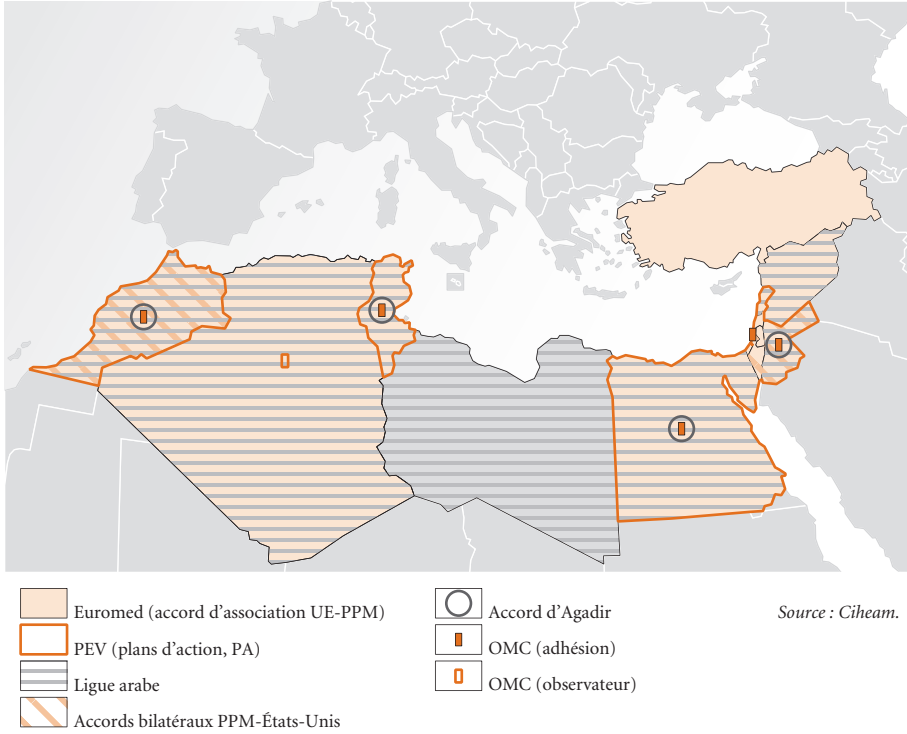 Euromed (accord d’association UE-PPM)
PEV (plans d’action, PA)
Ligue arabe
Accords bilatéraux PPM-États-Unis
Accord d’Agadir
OMC (adhésion)
OMC (observateur)
Source : Ciheam.